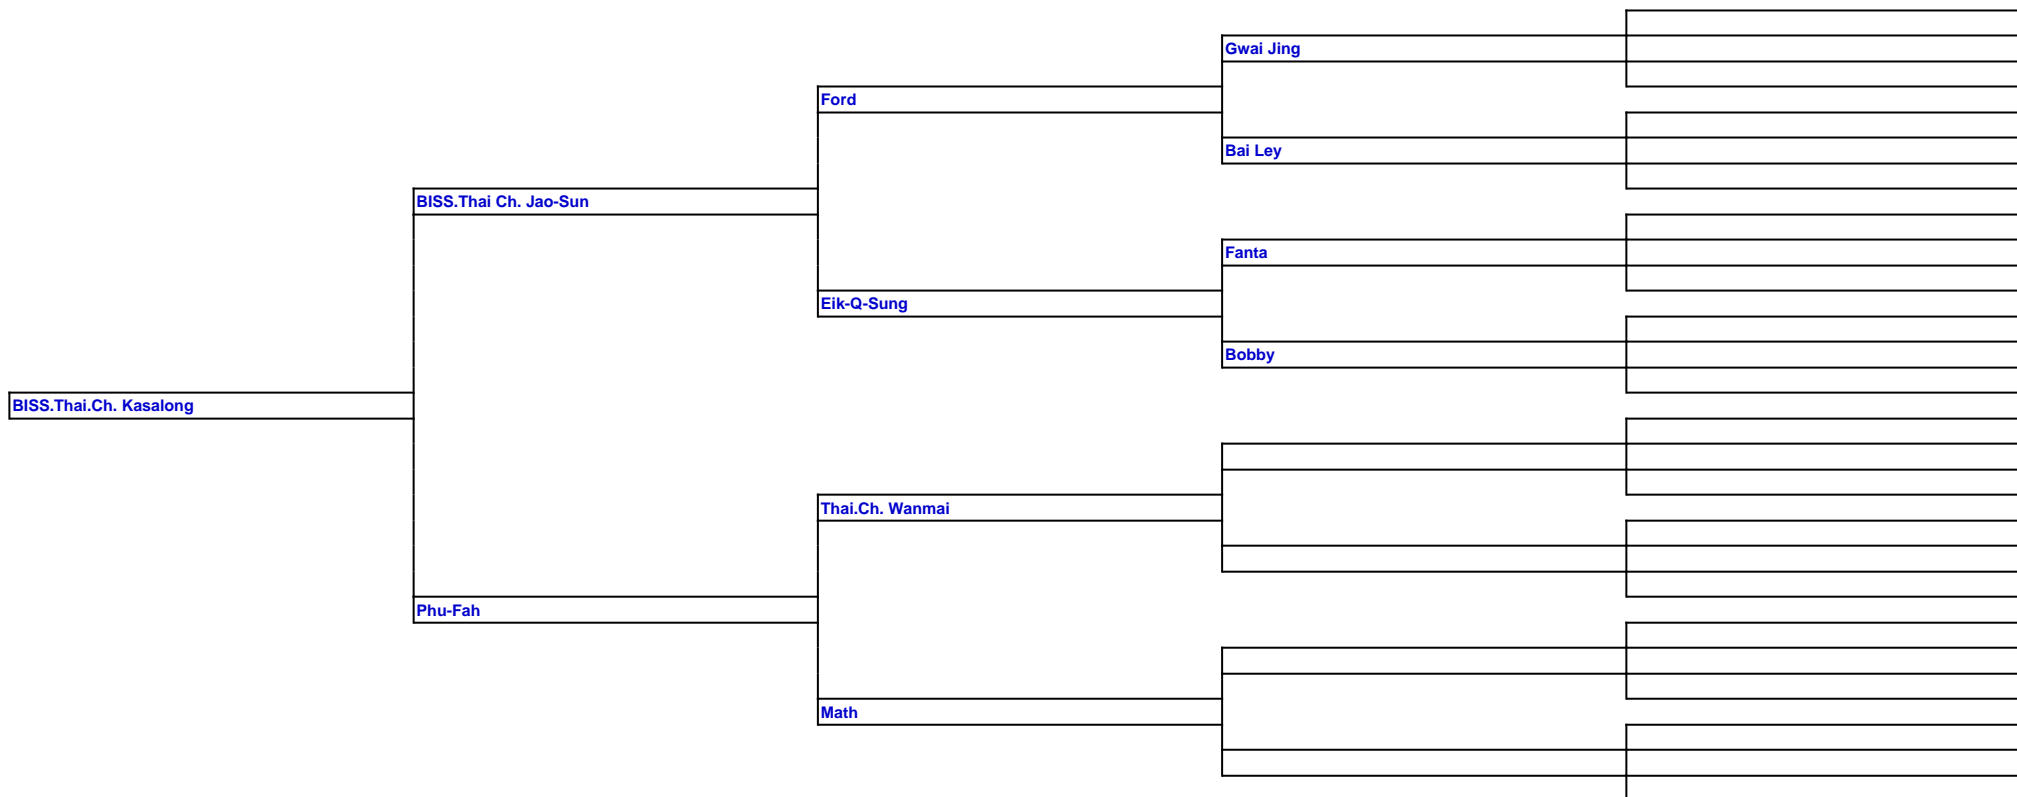 Gwai Jing
Ford
Bai Ley
BISS.Thai Ch. Jao-Sun
Fanta
Eik-Q-Sung
Bobby
BISS.Thai.Ch. Kasalong
Thai.Ch. Wanmai
Phu-Fah
Math